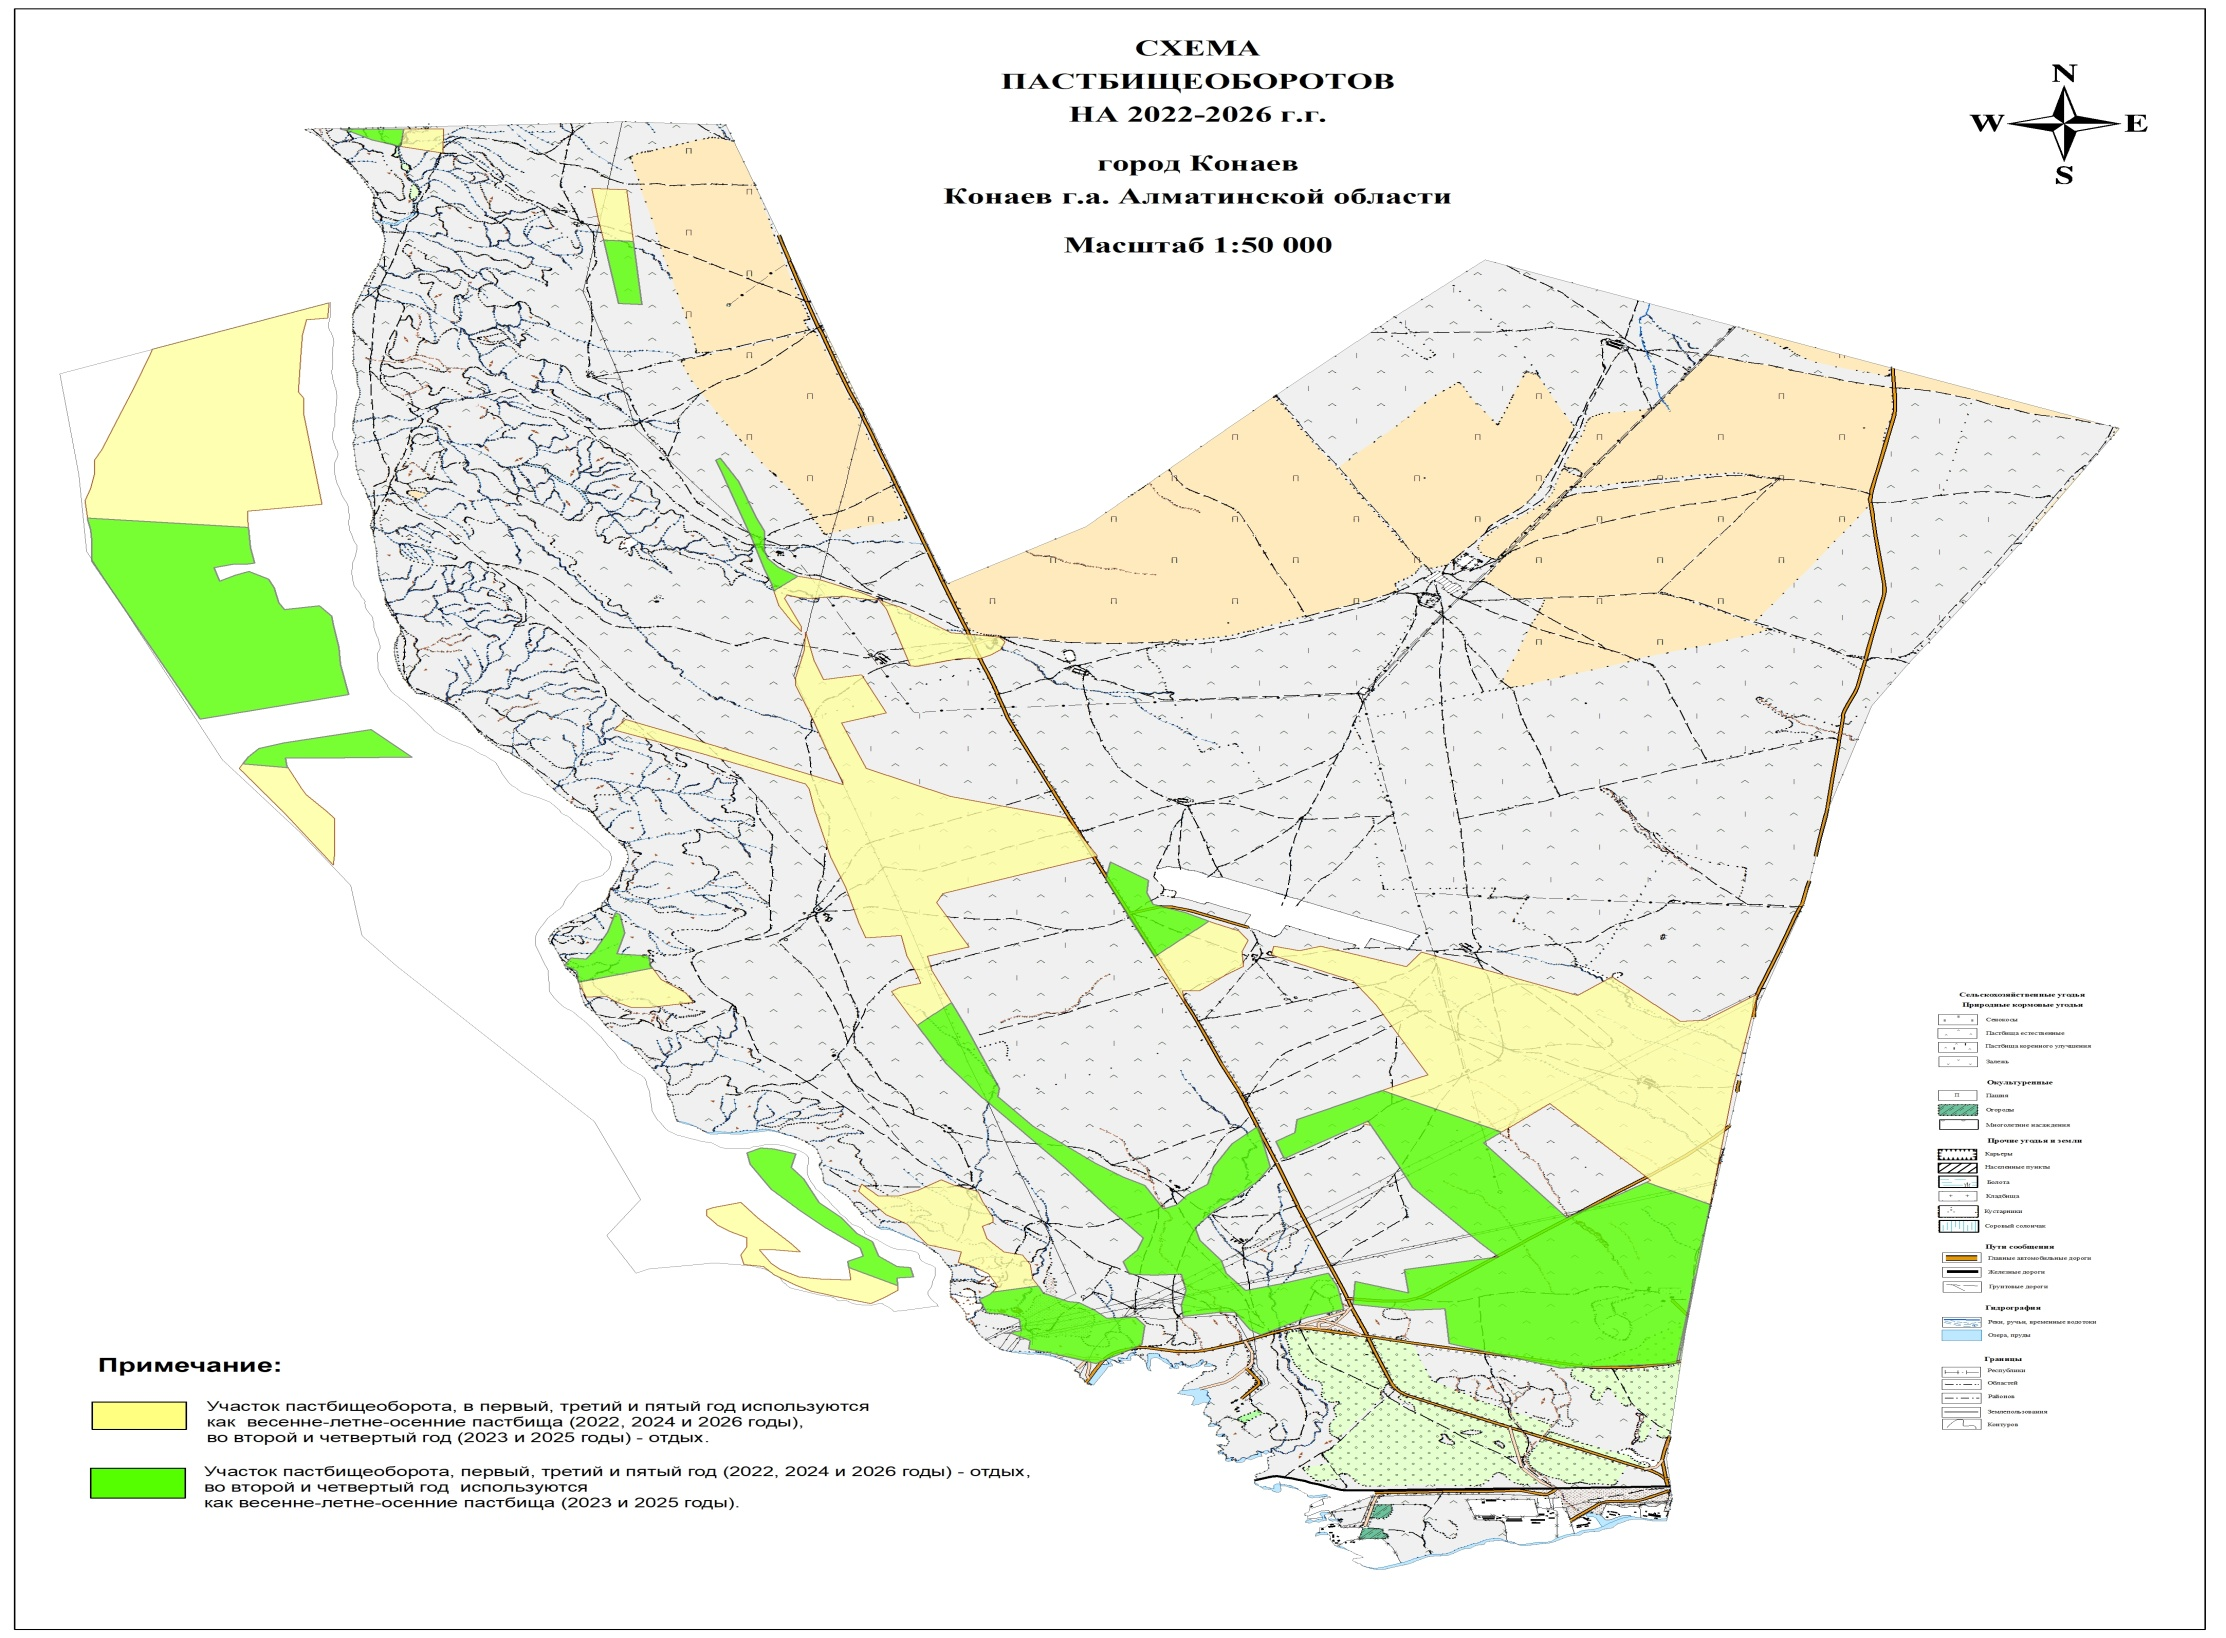 СХЕМА
ПАСТБИЩЕОБОРОТОВ
НА 2022-2026 г.г.
город Конаев
Конаев г.а. Алматинской области
Масштаб 1:50 000
N
W
E
S
Сельскохозяйственные угодья
Природные кормовые угодья
Сенокосы
Пастбища естественные
Пастбища коренного улучшения
Залежь
Окультуренные
Пашня
Огороды
Многолетние насаждения
Прочие угодья и земли
Карьеры
Населенные пункты
Болота
Кладбища
Кустарники
Соровый солончак
Пути сообщения
Главные автомобильные дороги
Железные дороги
Грунтовые дороги
Гидрография
Реки, ручьи, временные водотоки
Озера, пруды
Границы
Республики
Областей
Районов
Землепользования
Контуров
Примечание:
Участок пастбищеоборота, в первый, третий и пятый год используются
как весенне-летне-осенние пастбища (2022, 2024 и 2026 годы),
во второй и четвертый год (2023 и 2025 годы) - отдых.
Участок пастбищеоборота, первый, третий и пятый год (2022, 2024 и 2026 годы) - отдых,
во второй и четвертый год используются
как весенне-летне-осенние пастбища (2023 и 2025 годы).